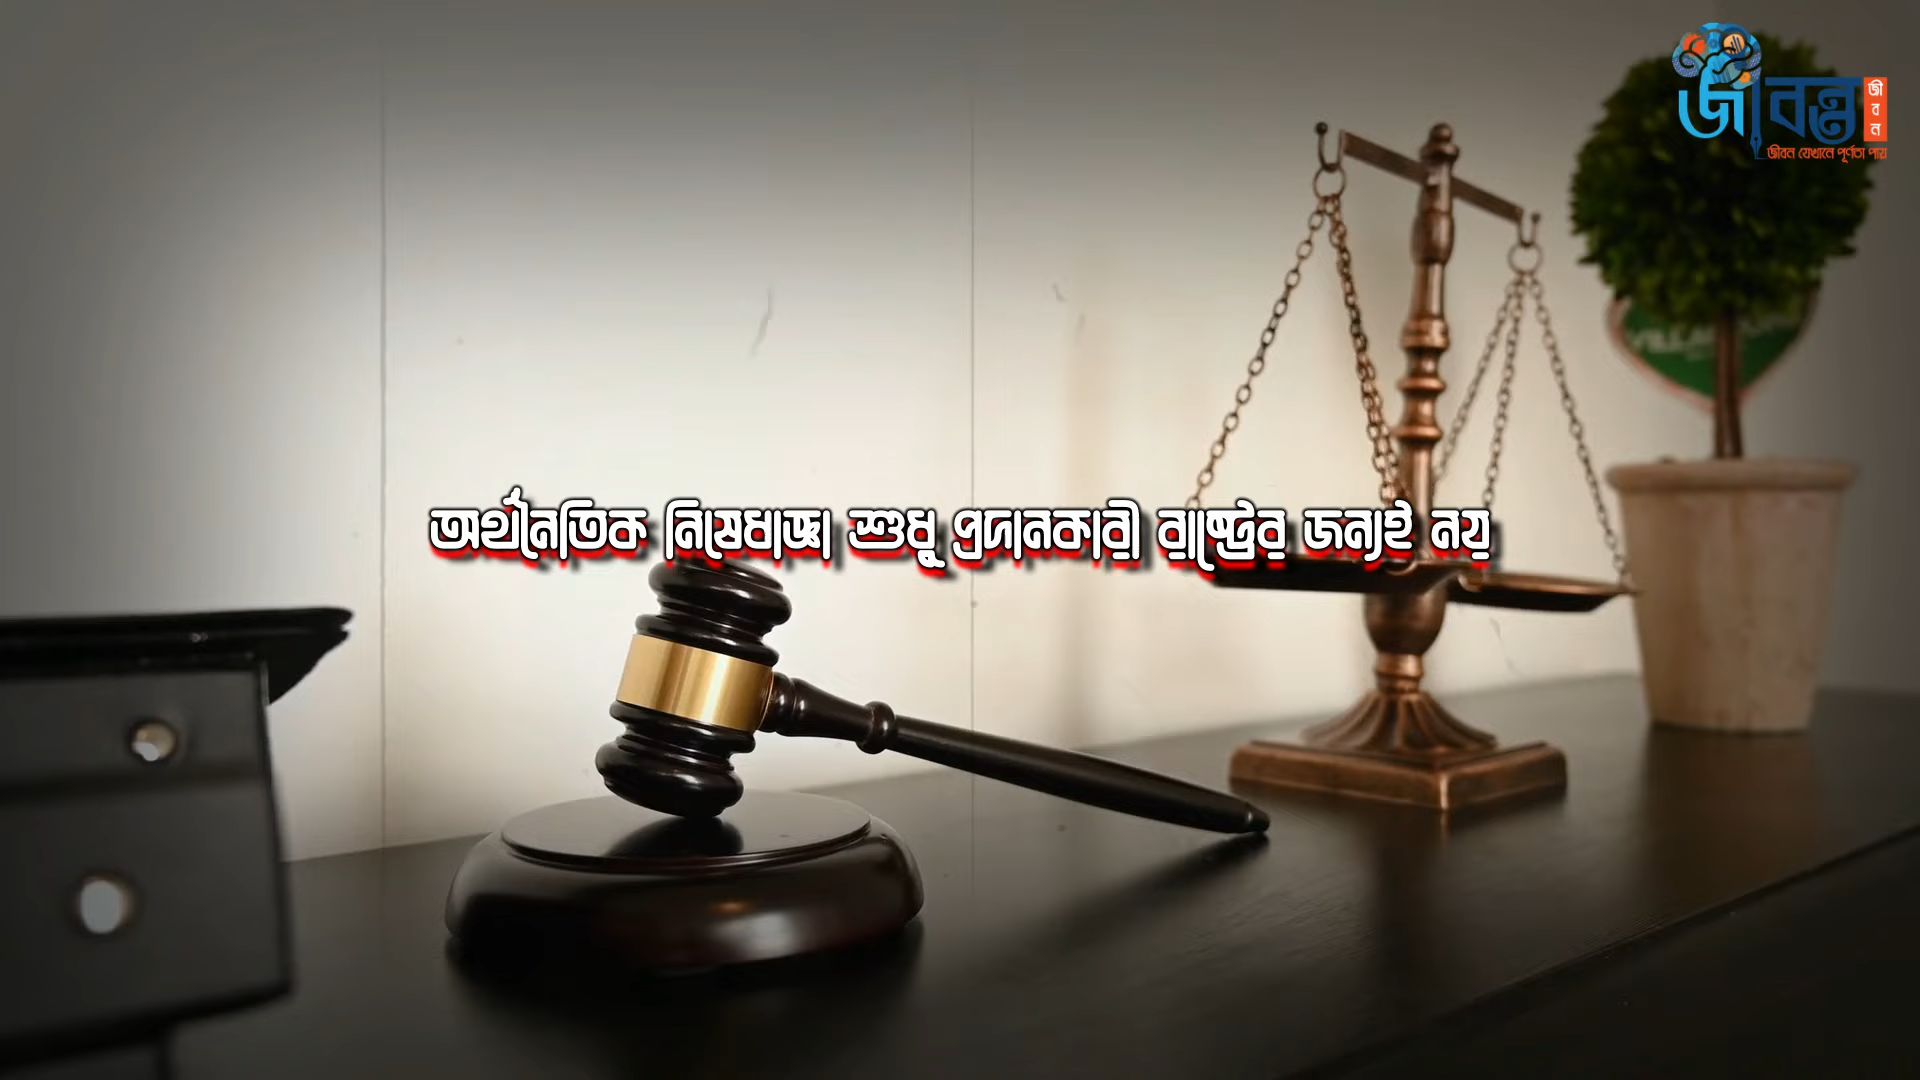 জীবন্ত
জীবন
জীবন যেখানে পূর্ণতা পায়
অর্থনৈতিক নিষেধাজ্ঞা শুধু প্রদানকারী রাষ্ট্রের জন্যই নয়